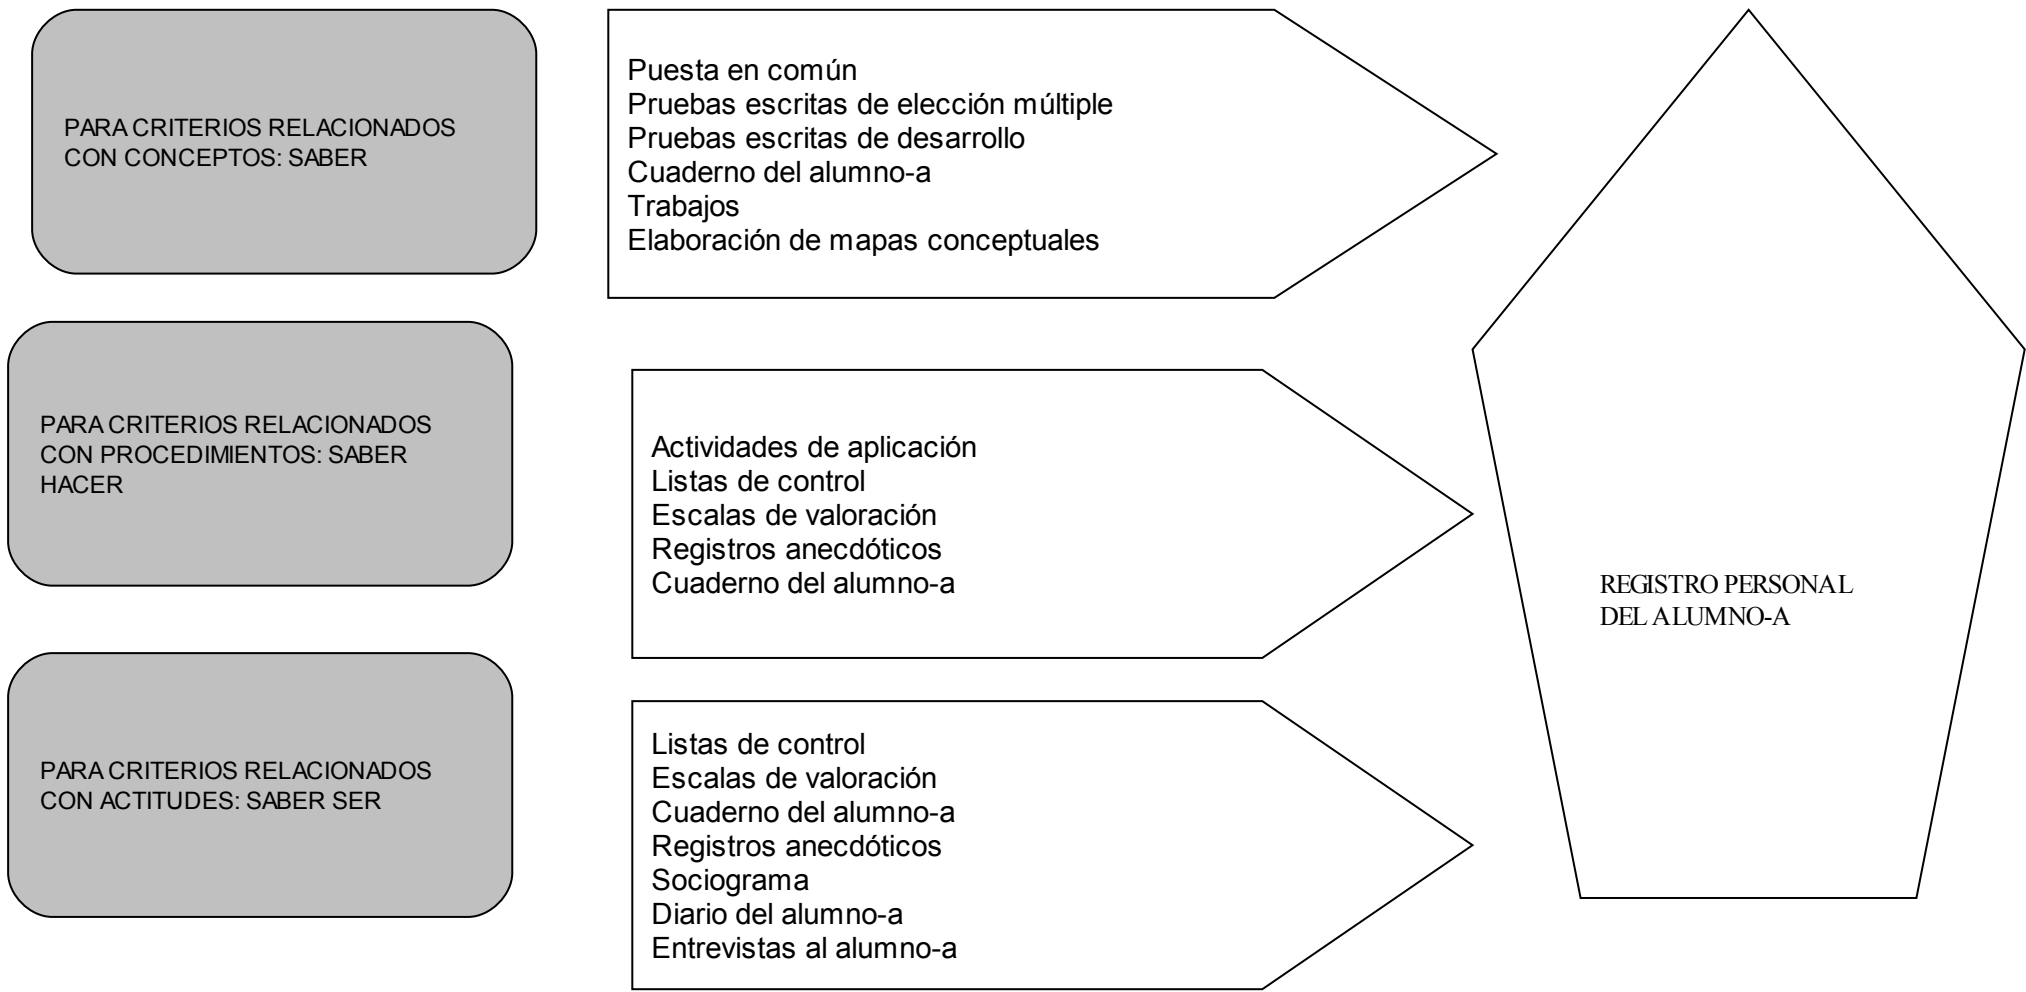 PARA CRITERIOS RELACIONADOS
CON CONCEPTOS: SABER
Puesta en común
Pruebas escritas de elección múltiple
Pruebas escritas de desarrollo
Cuaderno del alumno-a
Trabajos
Elaboración de mapas conceptuales
PARA CRITERIOS RELACIONADOS
CON PROCEDIMIENTOS: SABER
HACER
Actividades de aplicación
Listas de control
Escalas de valoración
Registros anecdóticos
Cuaderno del alumno-a
PARA CRITERIOS RELACIONADOS
CON ACTITUDES: SABER SER
Listas de control
Escalas de valoración
Cuaderno del alumno-a
Registros anecdóticos
Sociograma
Diario del alumno-a
Entrevistas al alumno-a
REGISTRO PERSONAL
DEL ALUMNO-A